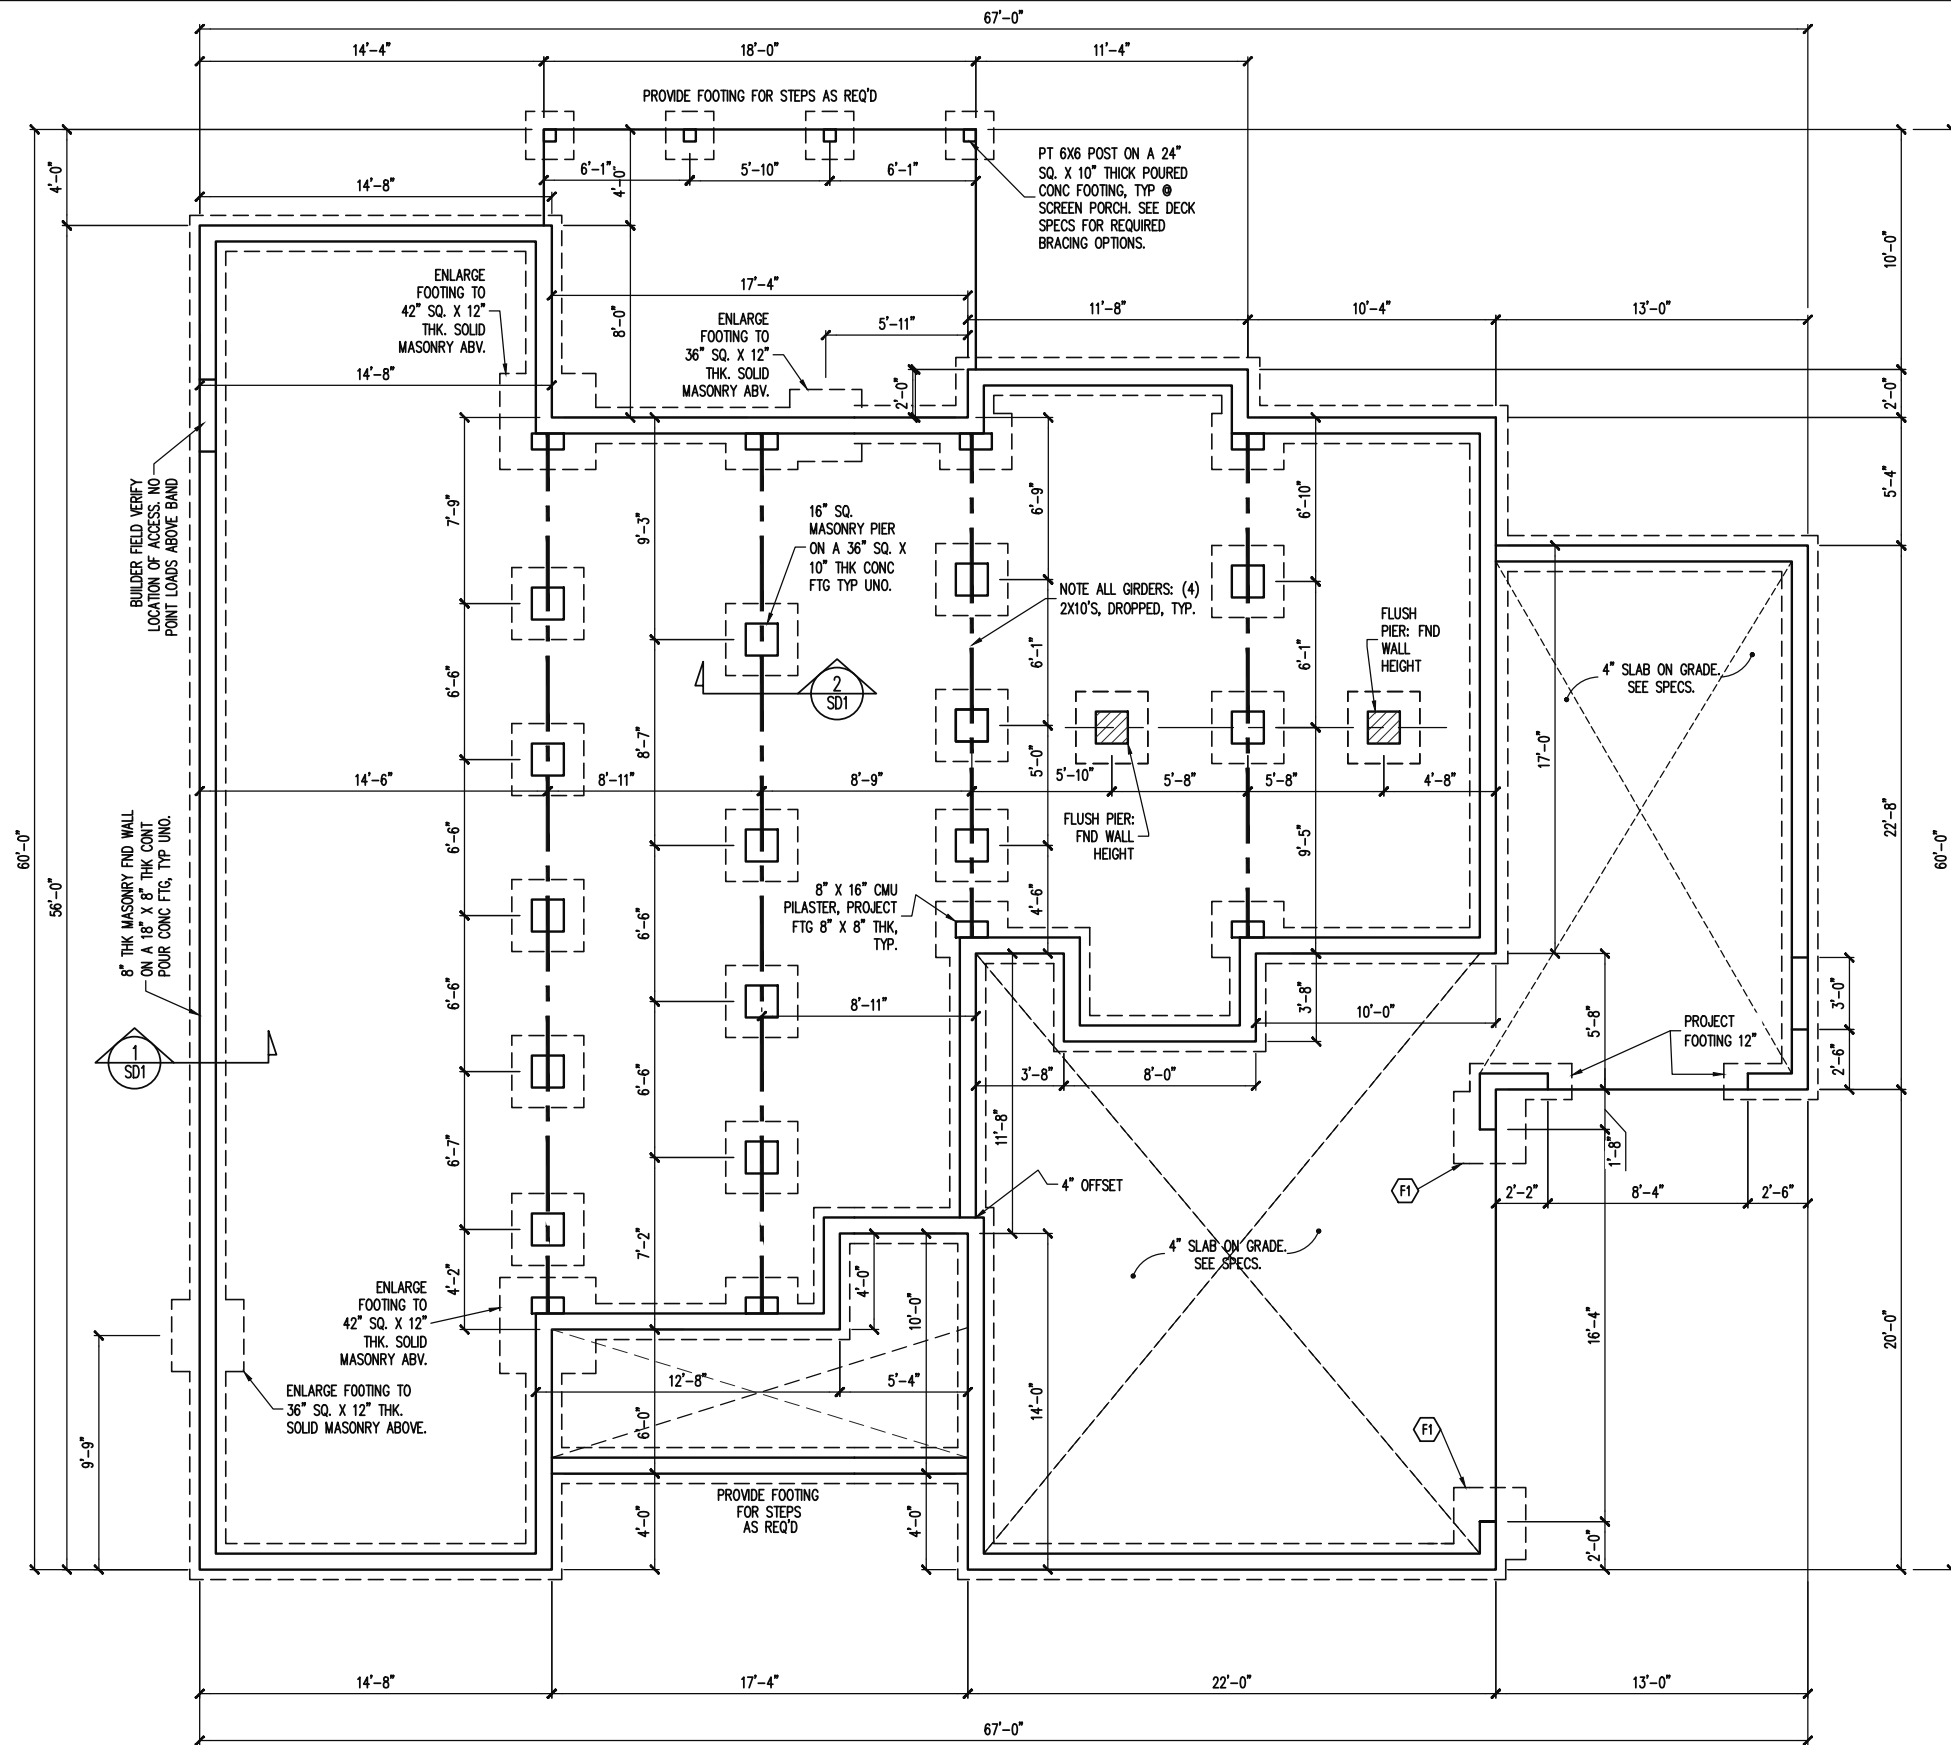 67'-0"
14'-4"
18'-0"
11'-4"
PROVIDE FOOTING FOR STEPS AS REQ'D
4'-0"
14'-8"
6'-1"
4'-0"
5'-10"
6'-1"
PT 6X6 POST ON A 24"
SQ. X 10" THICK POURED
CONC FOOTING, TYP @
SCREEN PORCH. SEE DECK
SPECS FOR REQUIRED
BRACING OPTIONS.
10'-0"
ENLARGE
FOOTING TO
42" SQ. X 12"
THK. SOLID
MASONRY ABV.
17'-4"
8'-0"
ENLARGE
FOOTING TO
36" SQ. X 12"
THK. SOLID
MASONRY ABV.
5'-11"
11'-8"
10'-4"
13'-0"
14'-8"
2'-0"
2'-0"
BUILDER FIELD VERIFY
LOCATION OF ACCESS. NO
POINT LOADS ABOVE BAND
7'-9"
9'-3"
16" SQ.
MASONRY PIER
ON A 36" SQ. X
10" THK CONC
FTG TYP UNO.
6'-9"
6'-10"
5'-4"
NOTE ALL GIRDERS: (4)
2X10'S, DROPPED, TYP.
FLUSH
PIER: FND
WALL
HEIGHT
4" SLAB ON GRADE.
SEE SPECS.
6'-6"
2
SD1
6'-1"
6'-1"
8'-7"
17'-0"
14'-6"
8'-11"
8'-9"
5'-0"
5'-10"
5'-8"
5'-8"
4'-8"
60'-0"
56'-0"
8" THK MASONRY FND WALL
ON A 18" X 8" THK CONT
POUR CONC FTG, TYP UNO.
6'-6"
FLUSH PIER:
FND WALL
HEIGHT
9'-5"
22'-8"
60'-0"
6'-6"
8" X 16" CMU
PILASTER, PROJECT
FTG 8" X 8" THK,
TYP.
4'-6"
6'-6"
8'-11"
3'-8"
10'-0"
5'-8"
PROJECT
FOOTING 12"
3'-0"
1
SD1
6'-6"
3'-8"
8'-0"
2'-6"
6'-7"
11'-8"
1'-8"
4" OFFSET
F1
2'-2"
8'-4"
2'-6"
7'-2"
4" SLAB ON GRADE.
SEE SPECS.
4'-2"
4'-0"
10'-0"
ENLARGE
FOOTING TO
42" SQ. X 12"
THK. SOLID
MASONRY ABV.
16'-4"
20'-0"
12'-8"
5'-4"
ENLARGE FOOTING TO
36" SQ. X 12" THK.
SOLID MASONRY ABOVE.
6'-0"
14'-0"
F1
9'-9"
PROVIDE FOOTING
FOR STEPS
AS REQ'D
4'-0"
4'-0"
2'-0"
14'-8"
17'-4"
22'-0"
13'-0"
67'-0"